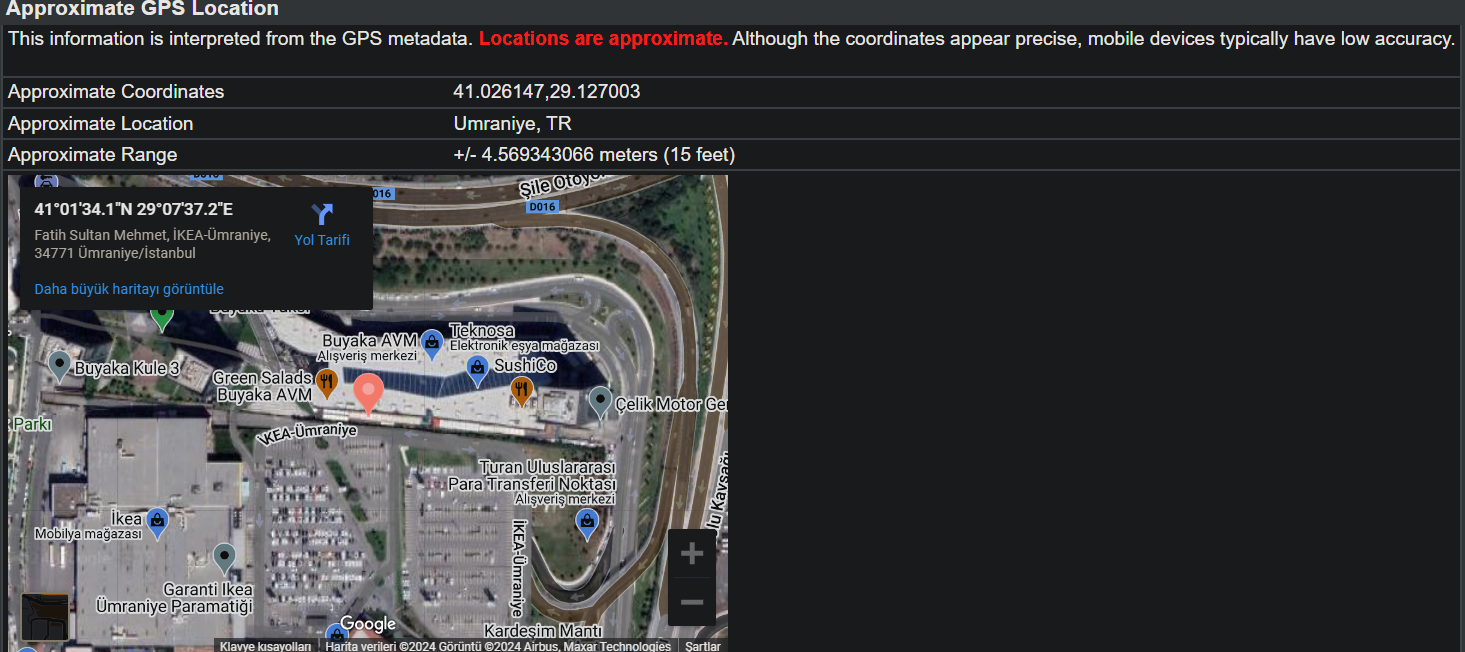 Approximate GPS Location
This information is interpreted from the GPS metadata. Locations are approximate. Although the coordinates appear precise, mobile devices typically have low accuracy.
Approximate Coordinates 41.026147,29.127003
Approximate Location Umraniye, TR
Approximate Range +/- 4.569343066 meters (15 feet)
41°01'34.1"N 29°07'37.2"E
Fatih Sultan Mehmet, İKEA-Ümraniye,
34771 Ümraniye/İstanbul
Yol Tarifi
Daha büyük haritayı görüntüle
D016
Buyaka AVM
Alışveriş merkezi
Teknosa
Elektronik eşya mağazası
SushiCo
Buyaka Kule 3
Green Salads
Buyaka AVM
Çelik Motor
Parkı
İKEA-Ümraniye
Turan Uluslararası
Para Transferi Noktası
Alışveriş merkezi
İkea
Mobilya mağazası
İKEA-Ümraniye
Garanti Ikea
Ümraniye Paramatiği
Kardeşim Mantı
Google
Klavye kısayolları
Harita verileri ©2024 Görüntü ©2024 Airbus, Maxar Technologies
Şartlar